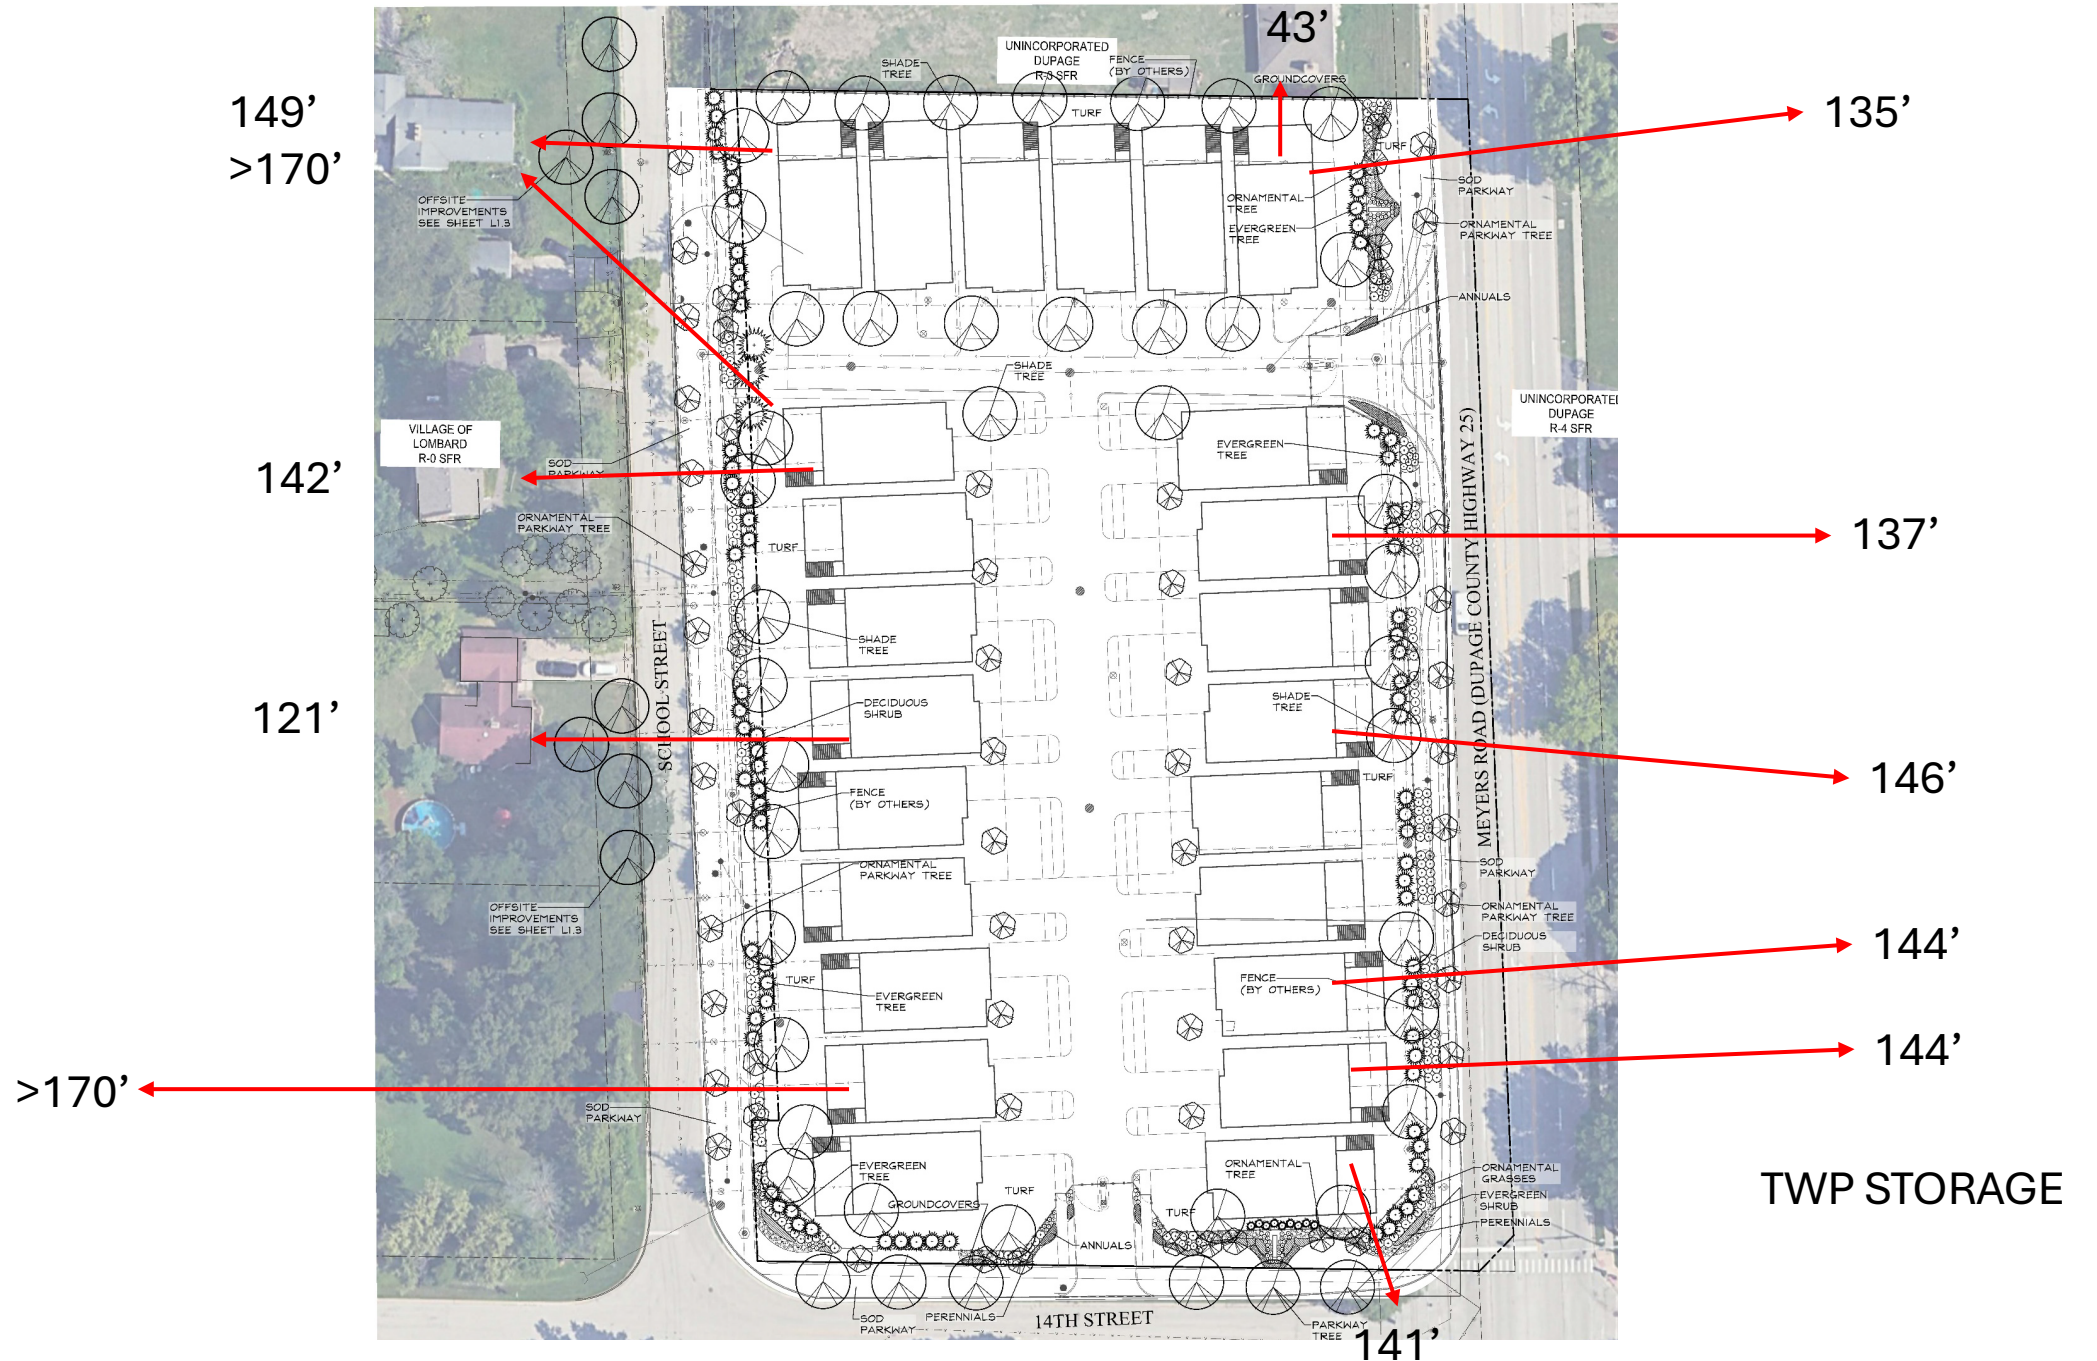 43'
149'
>170'
135'
UNINCORPORATED
DUPAGE
R-3 SFR
SHADE
TREE
FENCE
(BY OTHERS)
GROUNDCOVERS
TURF
TURF
OFFSITE
IMPROVEMENTS
SEE SHEET L1.3
SOD
PARKWAY
ORNAMENTAL
TREE
EVERGREEN
TREE
ORNAMENTAL
PARKWAY TREE
ANNUALS
SHADE
TREE
UNINCORPORATED
DUPAGE
R-4 SFR
VILLAGE OF
LOMBARD
R-0 SFR
142'
SOD
PARKWAY
EVERGREEN
TREE
ORNAMENTAL
PARKWAY TREE
TURF
137'
SHADE
TREE
SCHOOL STREET
MEYERS ROAD (DUPAGE COUNTY HIGHWAY 25)
121'
DECIDUOUS
SHRUB
SHADE
TREE
146'
TURF
FENCE
(BY OTHERS)
ORNAMENTAL
PARKWAY TREE
SOD
PARKWAY
OFFSITE
IMPROVEMENTS
SEE SHEET L1.3
ORNAMENTAL
PARKWAY TREE
DECIDUOUS
SHRUB
144'
TURF
EVERGREEN
TREE
FENCE
(BY OTHERS)
144'
>170'
SOD
PARKWAY
EVERGREEN
TREE
TURF
GROUNDCOVERS
ORNAMENTAL
TREE
TURF
ORNAMENTAL
GRASSES
EVERGREEN
SHRUB
PERENNIALS
TWP STORAGE
ANNUALS
SOD
PARKWAY
PERENNIALS
14TH STREET
PARKWAY
TREE
141'